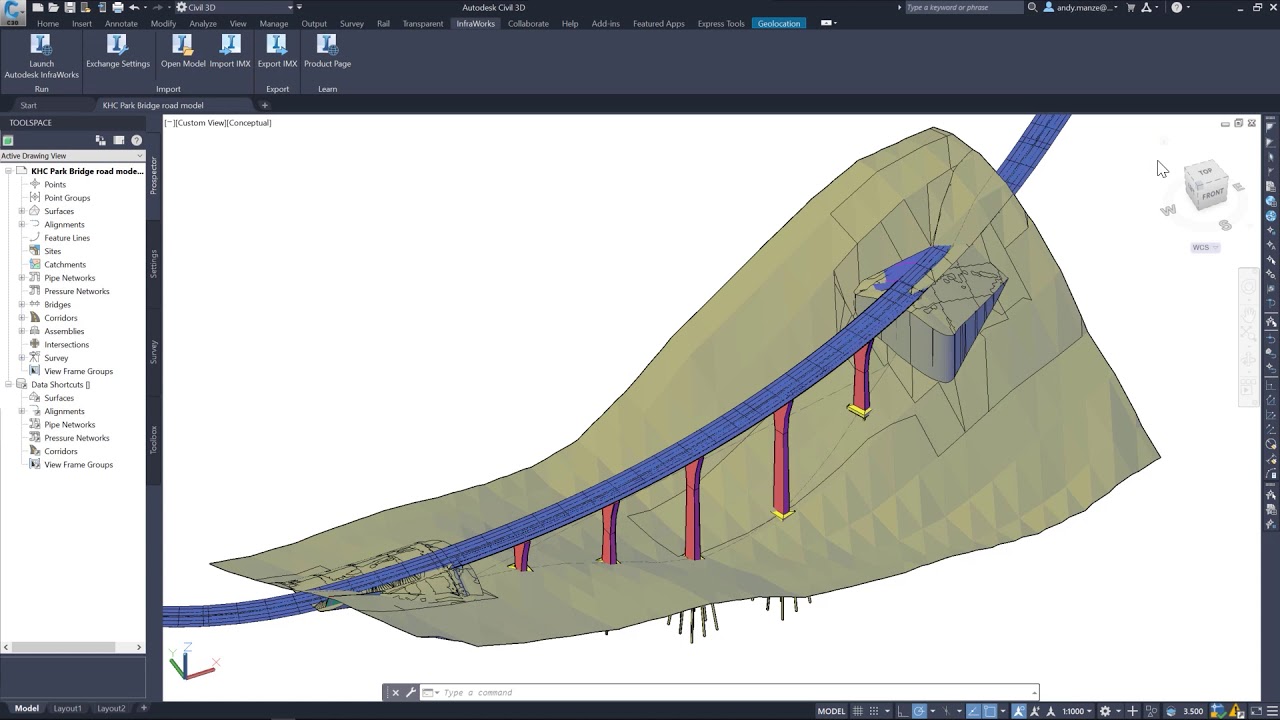 C3D
Civil 3D
Autodesk Civil 3D
Type a keyword or phrase
andy.manze@...
Home Insert Annotate Modify Analyze View Manage Output Survey Rail Transparent InfraWorks Collaborate Help Add-ins Featured Apps Express Tools Geolocation
Launch
Autodesk InfraWorks
Exchange Settings
Open Model
Import IMX
Export IMX
Product Page
Run Import Export Learn
Start KHC Park Bridge road model
TOOLSPACE
[−][Custom View][Conceptual]
Active Drawing View
KHC Park Bridge road mode...
Points
Point Groups
Surfaces
Alignments
Feature Lines
Sites
Catchments
Pipe Networks
Pressure Networks
Bridges
Corridors
Assemblies
Intersections
Survey
View Frame Groups
Data Shortcuts []
Surfaces
Alignments
Pipe Networks
Pressure Networks
Corridors
View Frame Groups
Prospector
Settings
Survey
Toolbox
TOP
FRONT
W
S
E
WCS
Y
Z
X
Type a command
Model Layout1 Layout2
MODEL
1:1000
3.500